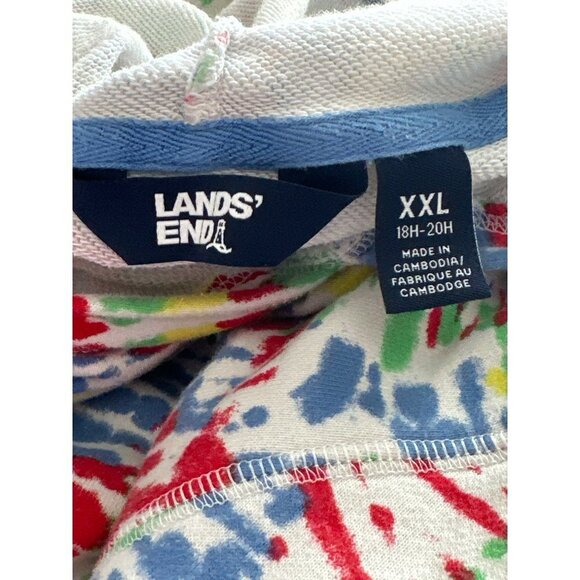 LANDS'
END
XXL
18H-20H
MADE IN
CAMBODIA/
FABRIQUE AU
CAMBODGE